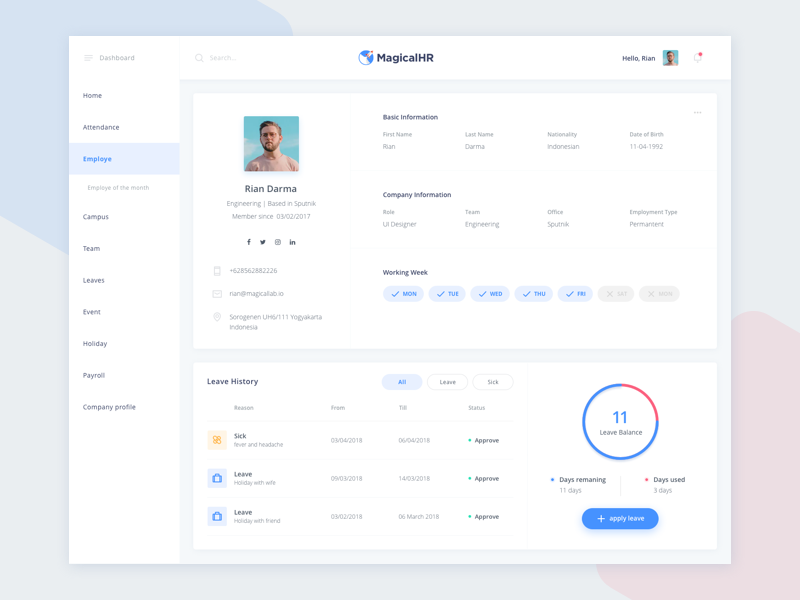 Dashboard
Search...
MagicalHR
Hello, Rian
Home
Attendance
Employe
Employe of the month
Campus
Team
Leaves
Event
Holiday
Payroll
Company profile
Rian Darma
Engineering | Based in Sputnik
Member since 03/02/2017
+628562882226
rian@magicallab.io
Sorogenen UH6/111 Yogyakarta
Indonesia
Basic Information
First Name Last Name Nationality Date of Birth
Rian Darma Indonesian 11-04-1992
Company Information
Role Team Office Employment Type
UI Designer Engineering Sputnik Permantent
Working Week
MON TUE WED THU FRI SAT MON
Leave History
All Leave Sick
Reason From Till Status
Sick
fever and headache
03/04/2018 06/04/2018 Approve
Leave
Holiday with wife
09/03/2018 14/03/2018 Approve
Leave
Holiday with friend
03/02/2018 06 March 2018 Approve
11
Leave Balance
Days remaning Days used
11 days 3 days
apply leave